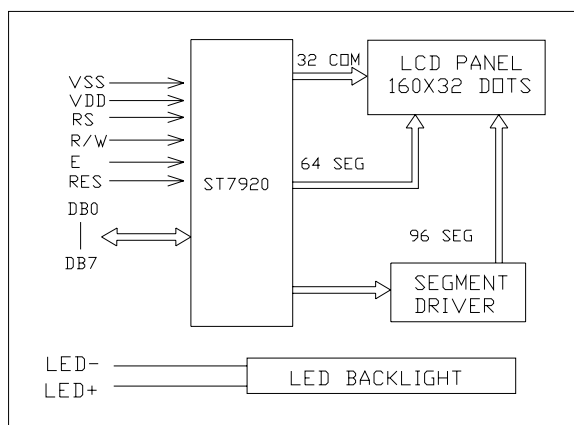 32 COM
LCD PANEL
160X32 DOTS
VSS
VDD
RS
R/W
E
RES
DB0
DB7
ST7920
64 SEG
96 SEG
SEGMENT
DRIVER
LED-
LED+
LED BACKLIGHT